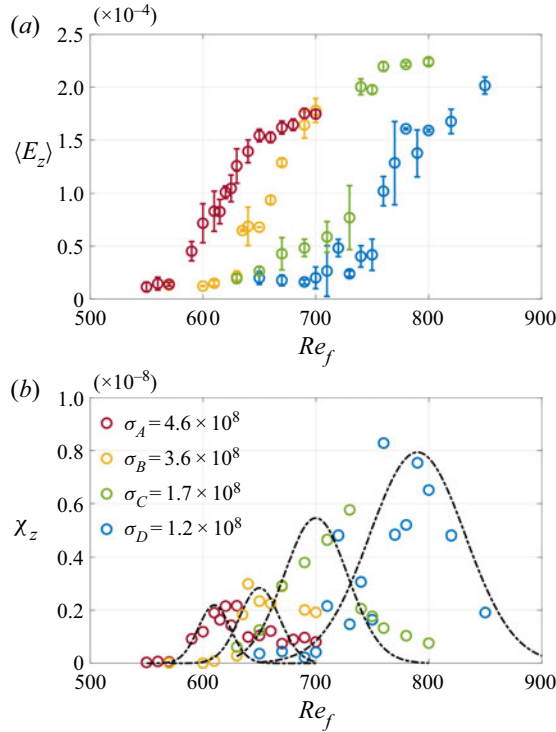 (a)
(×10⁻⁴)
2.5
2.0
1.5
⟨E_z⟩
1.0
0.5
0
500 600 700 800 900
Re_f
(b)
(×10⁻⁸)
1.0
σ_A = 4.6 × 10⁸
0.8
σ_B = 3.6 × 10⁸
σ_C = 1.7 × 10⁸
0.6
σ_D = 1.2 × 10⁸
χ_z
0.4
0.2
0
500 600 700 800 900
Re_f